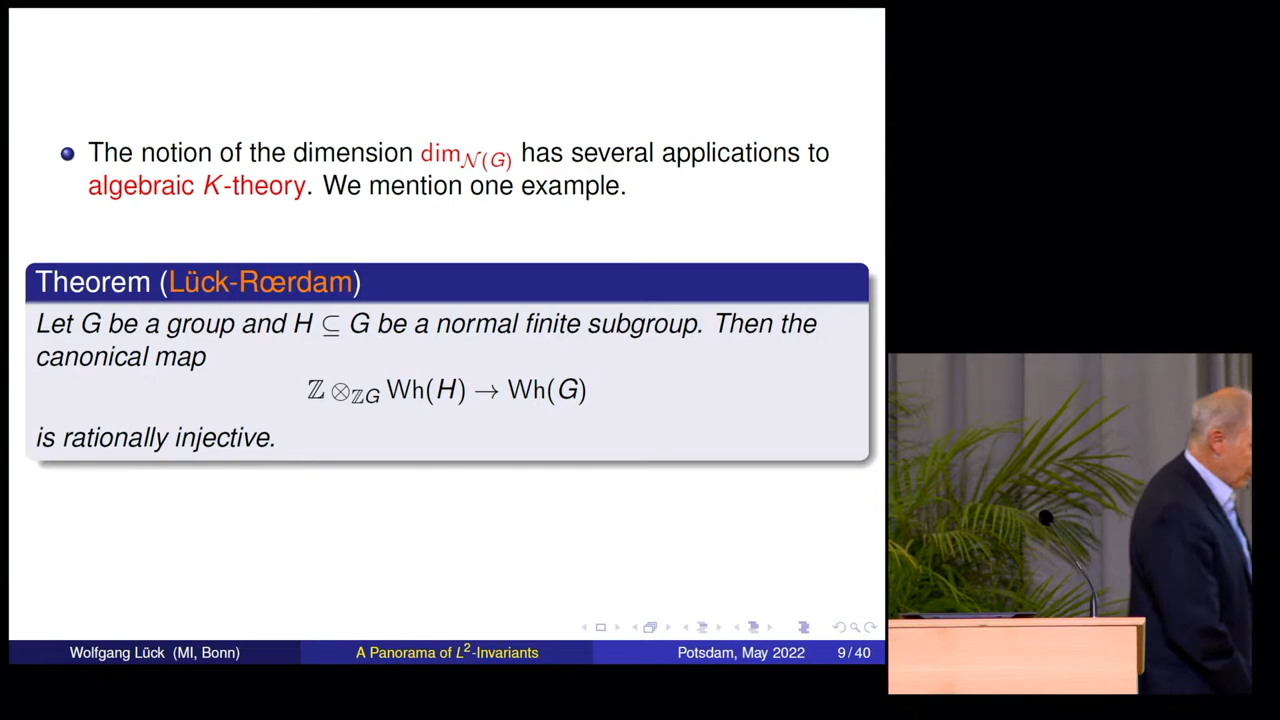 The notion of the dimension dim_{𝒩(G)} has several applications to
algebraic K-theory. We mention one example.
Theorem (Lück-Rœrdam)
Let G be a group and H ⊆ G be a normal finite subgroup. Then the
canonical map
ℤ ⊗_{ℤG} Wh(H) → Wh(G)
is rationally injective.
Wolfgang Lück (MI, Bonn) A Panorama of L²-Invariants Potsdam, May 2022 9 / 40